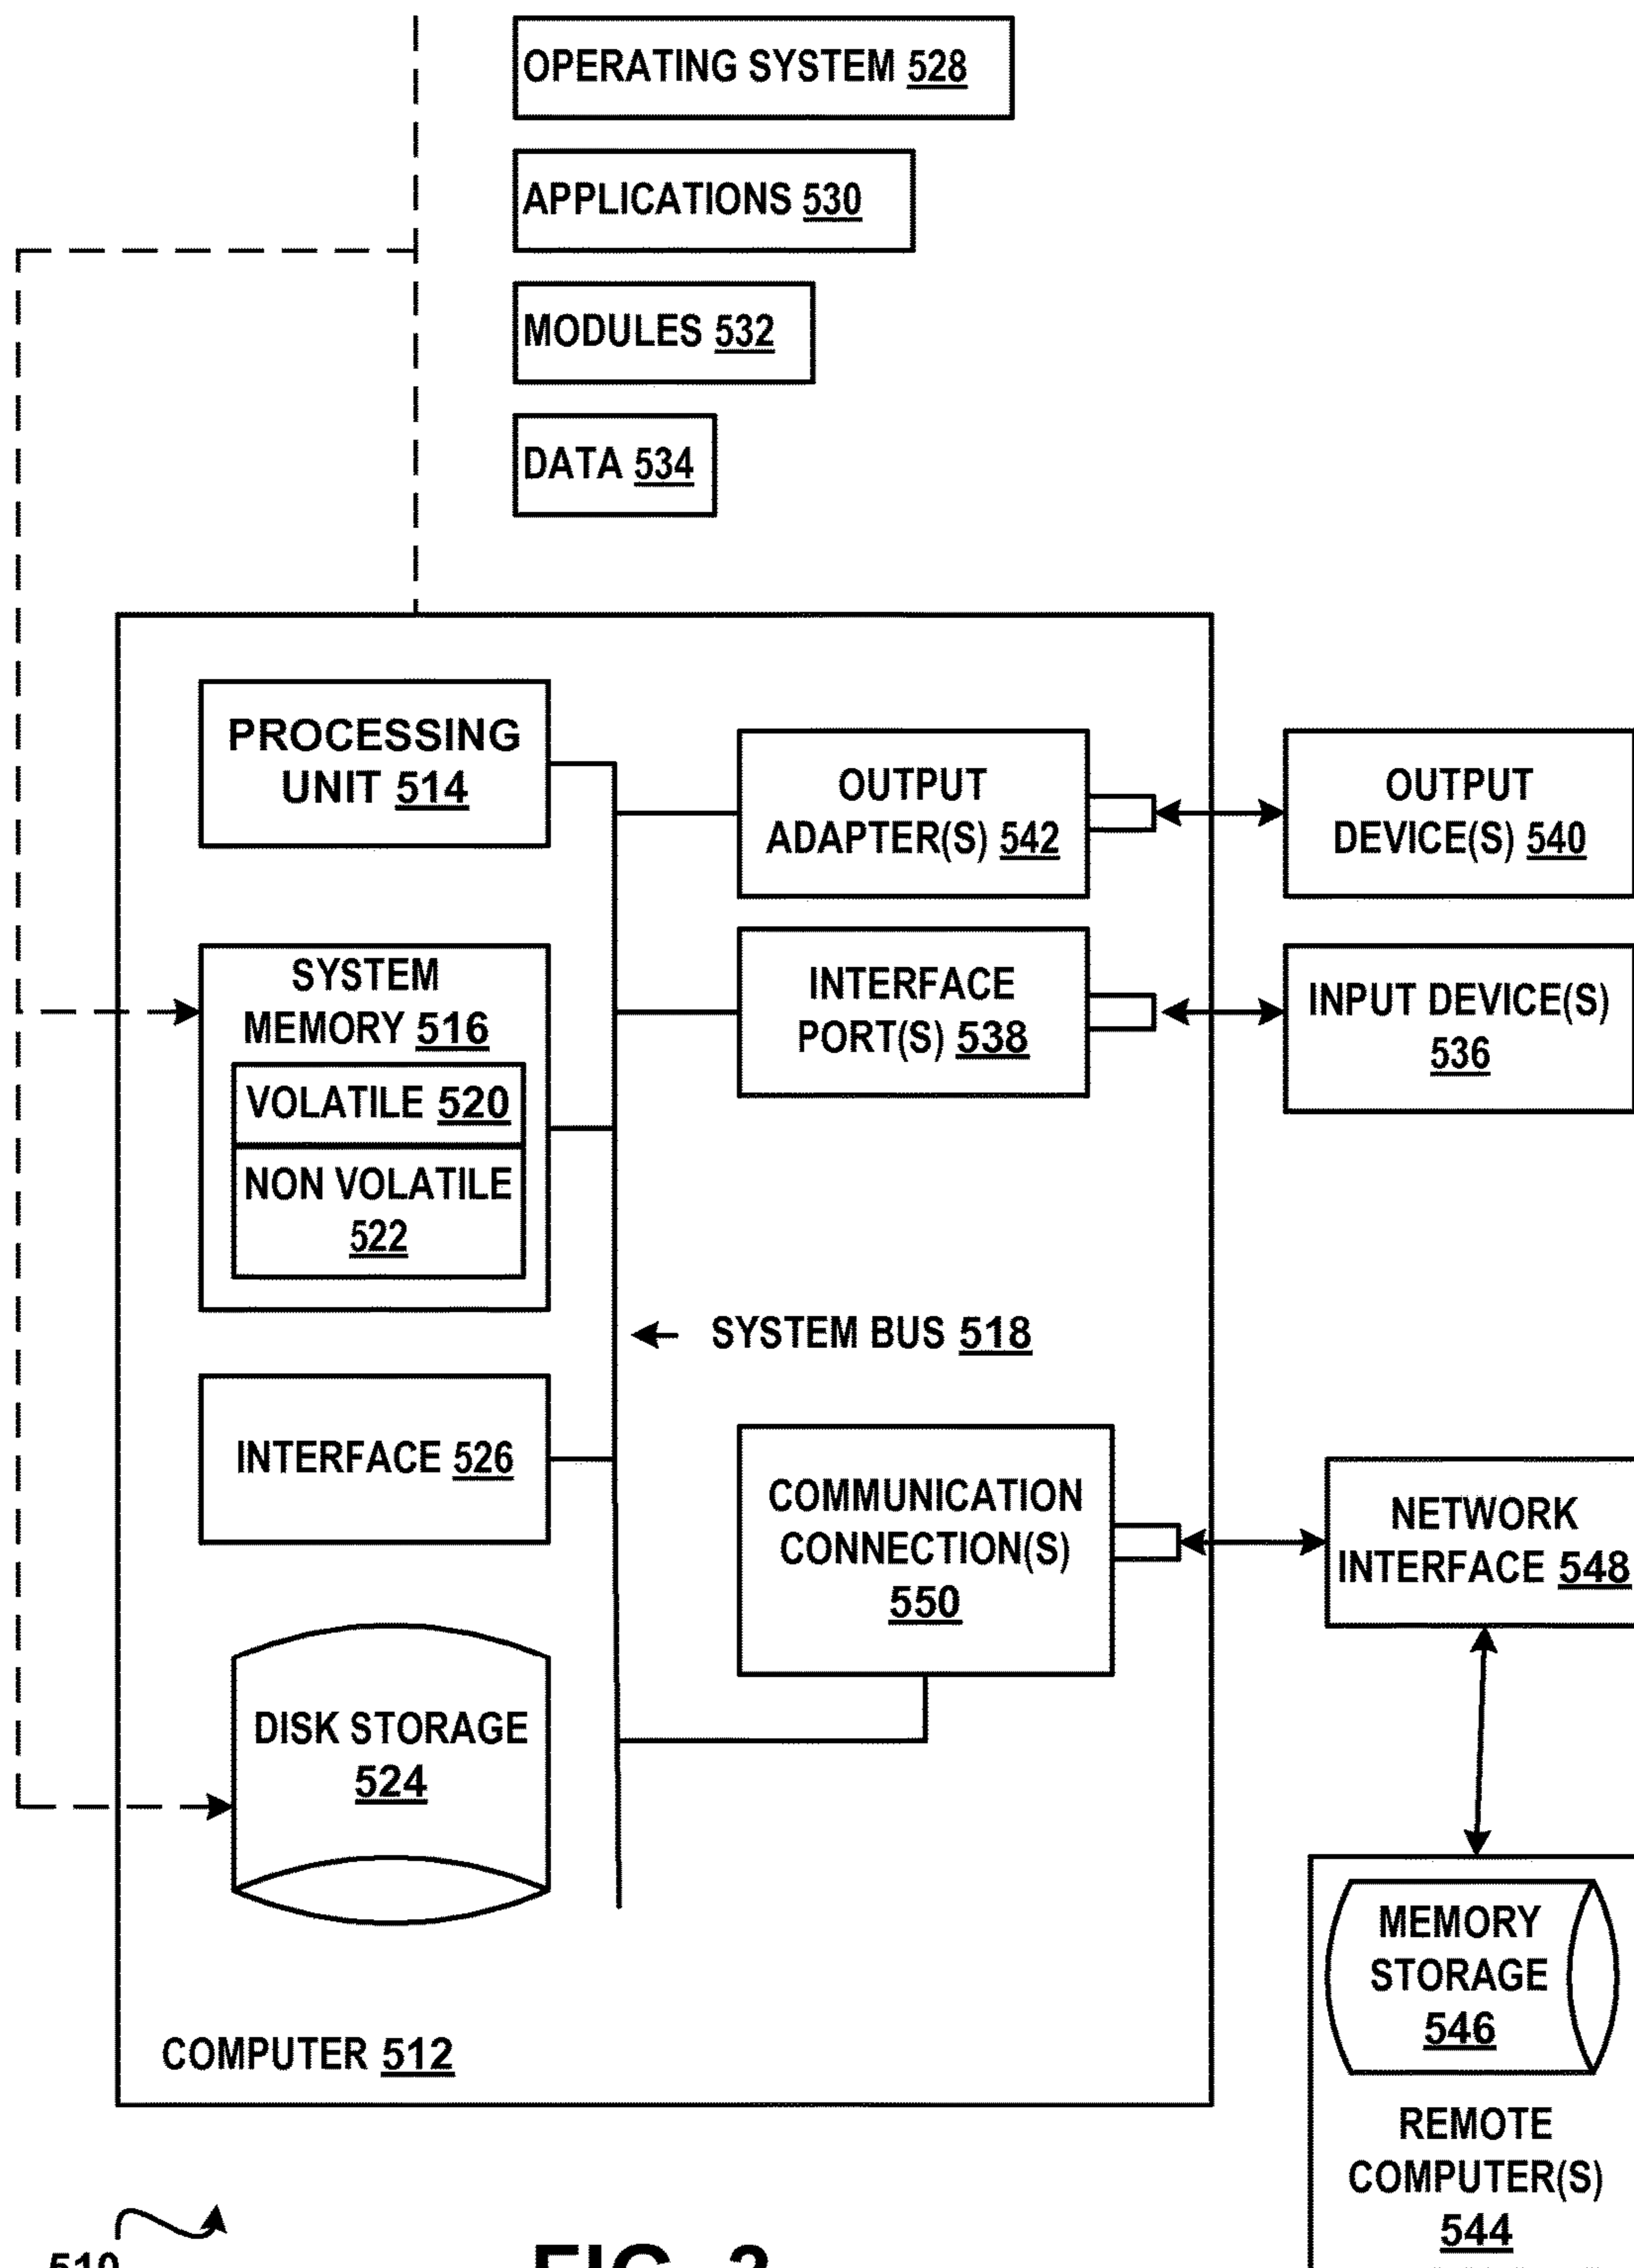 OPERATING SYSTEM 528
APPLICATIONS 530
MODULES 532
DATA 534
PROCESSING
UNIT 514
OUTPUT
ADAPTER(S) 542
OUTPUT
DEVICE(S) 540
SYSTEM
MEMORY 516
VOLATILE 520
NON VOLATILE
522
INTERFACE
PORT(S) 538
INPUT DEVICE(S)
536
SYSTEM BUS 518
INTERFACE 526
COMMUNICATION
CONNECTION(S)
550
NETWORK
INTERFACE 548
DISK STORAGE
524
MEMORY
STORAGE
546
COMPUTER 512
REMOTE
COMPUTER(S)
544
FIG.